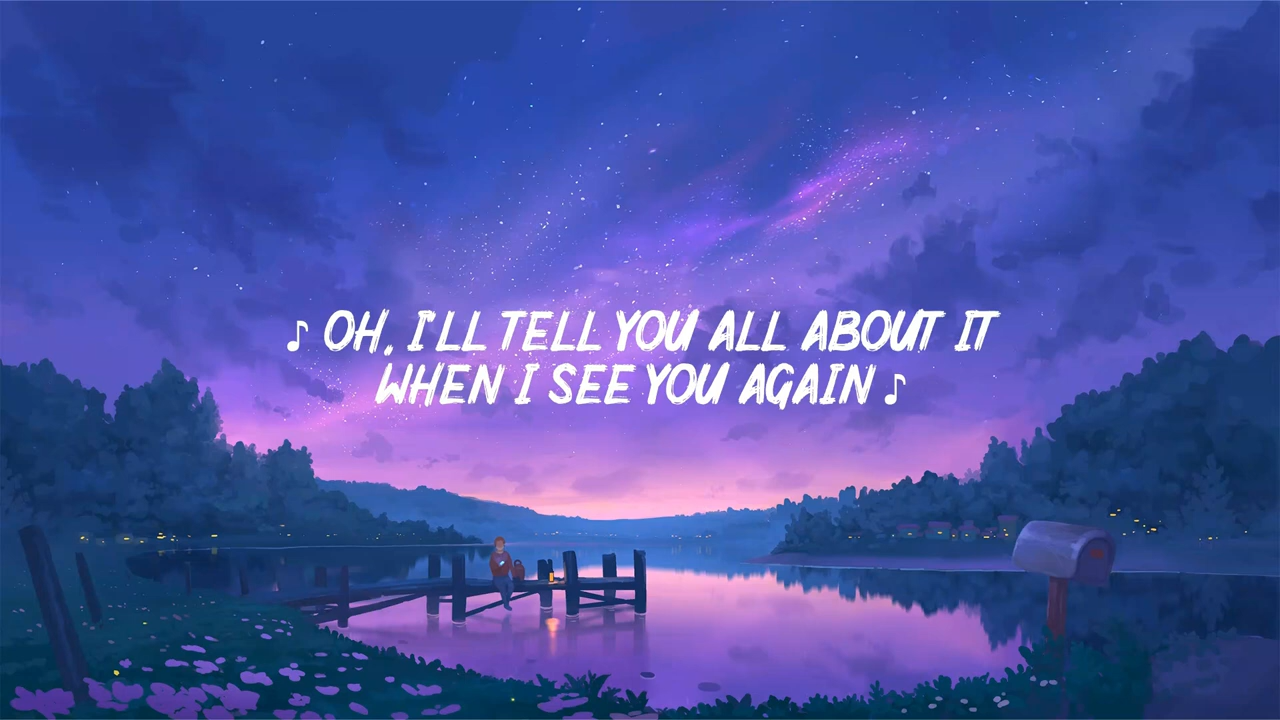 ♪ OH, I'LL TELL YOU ALL ABOUT IT
WHEN I SEE YOU AGAIN ♪